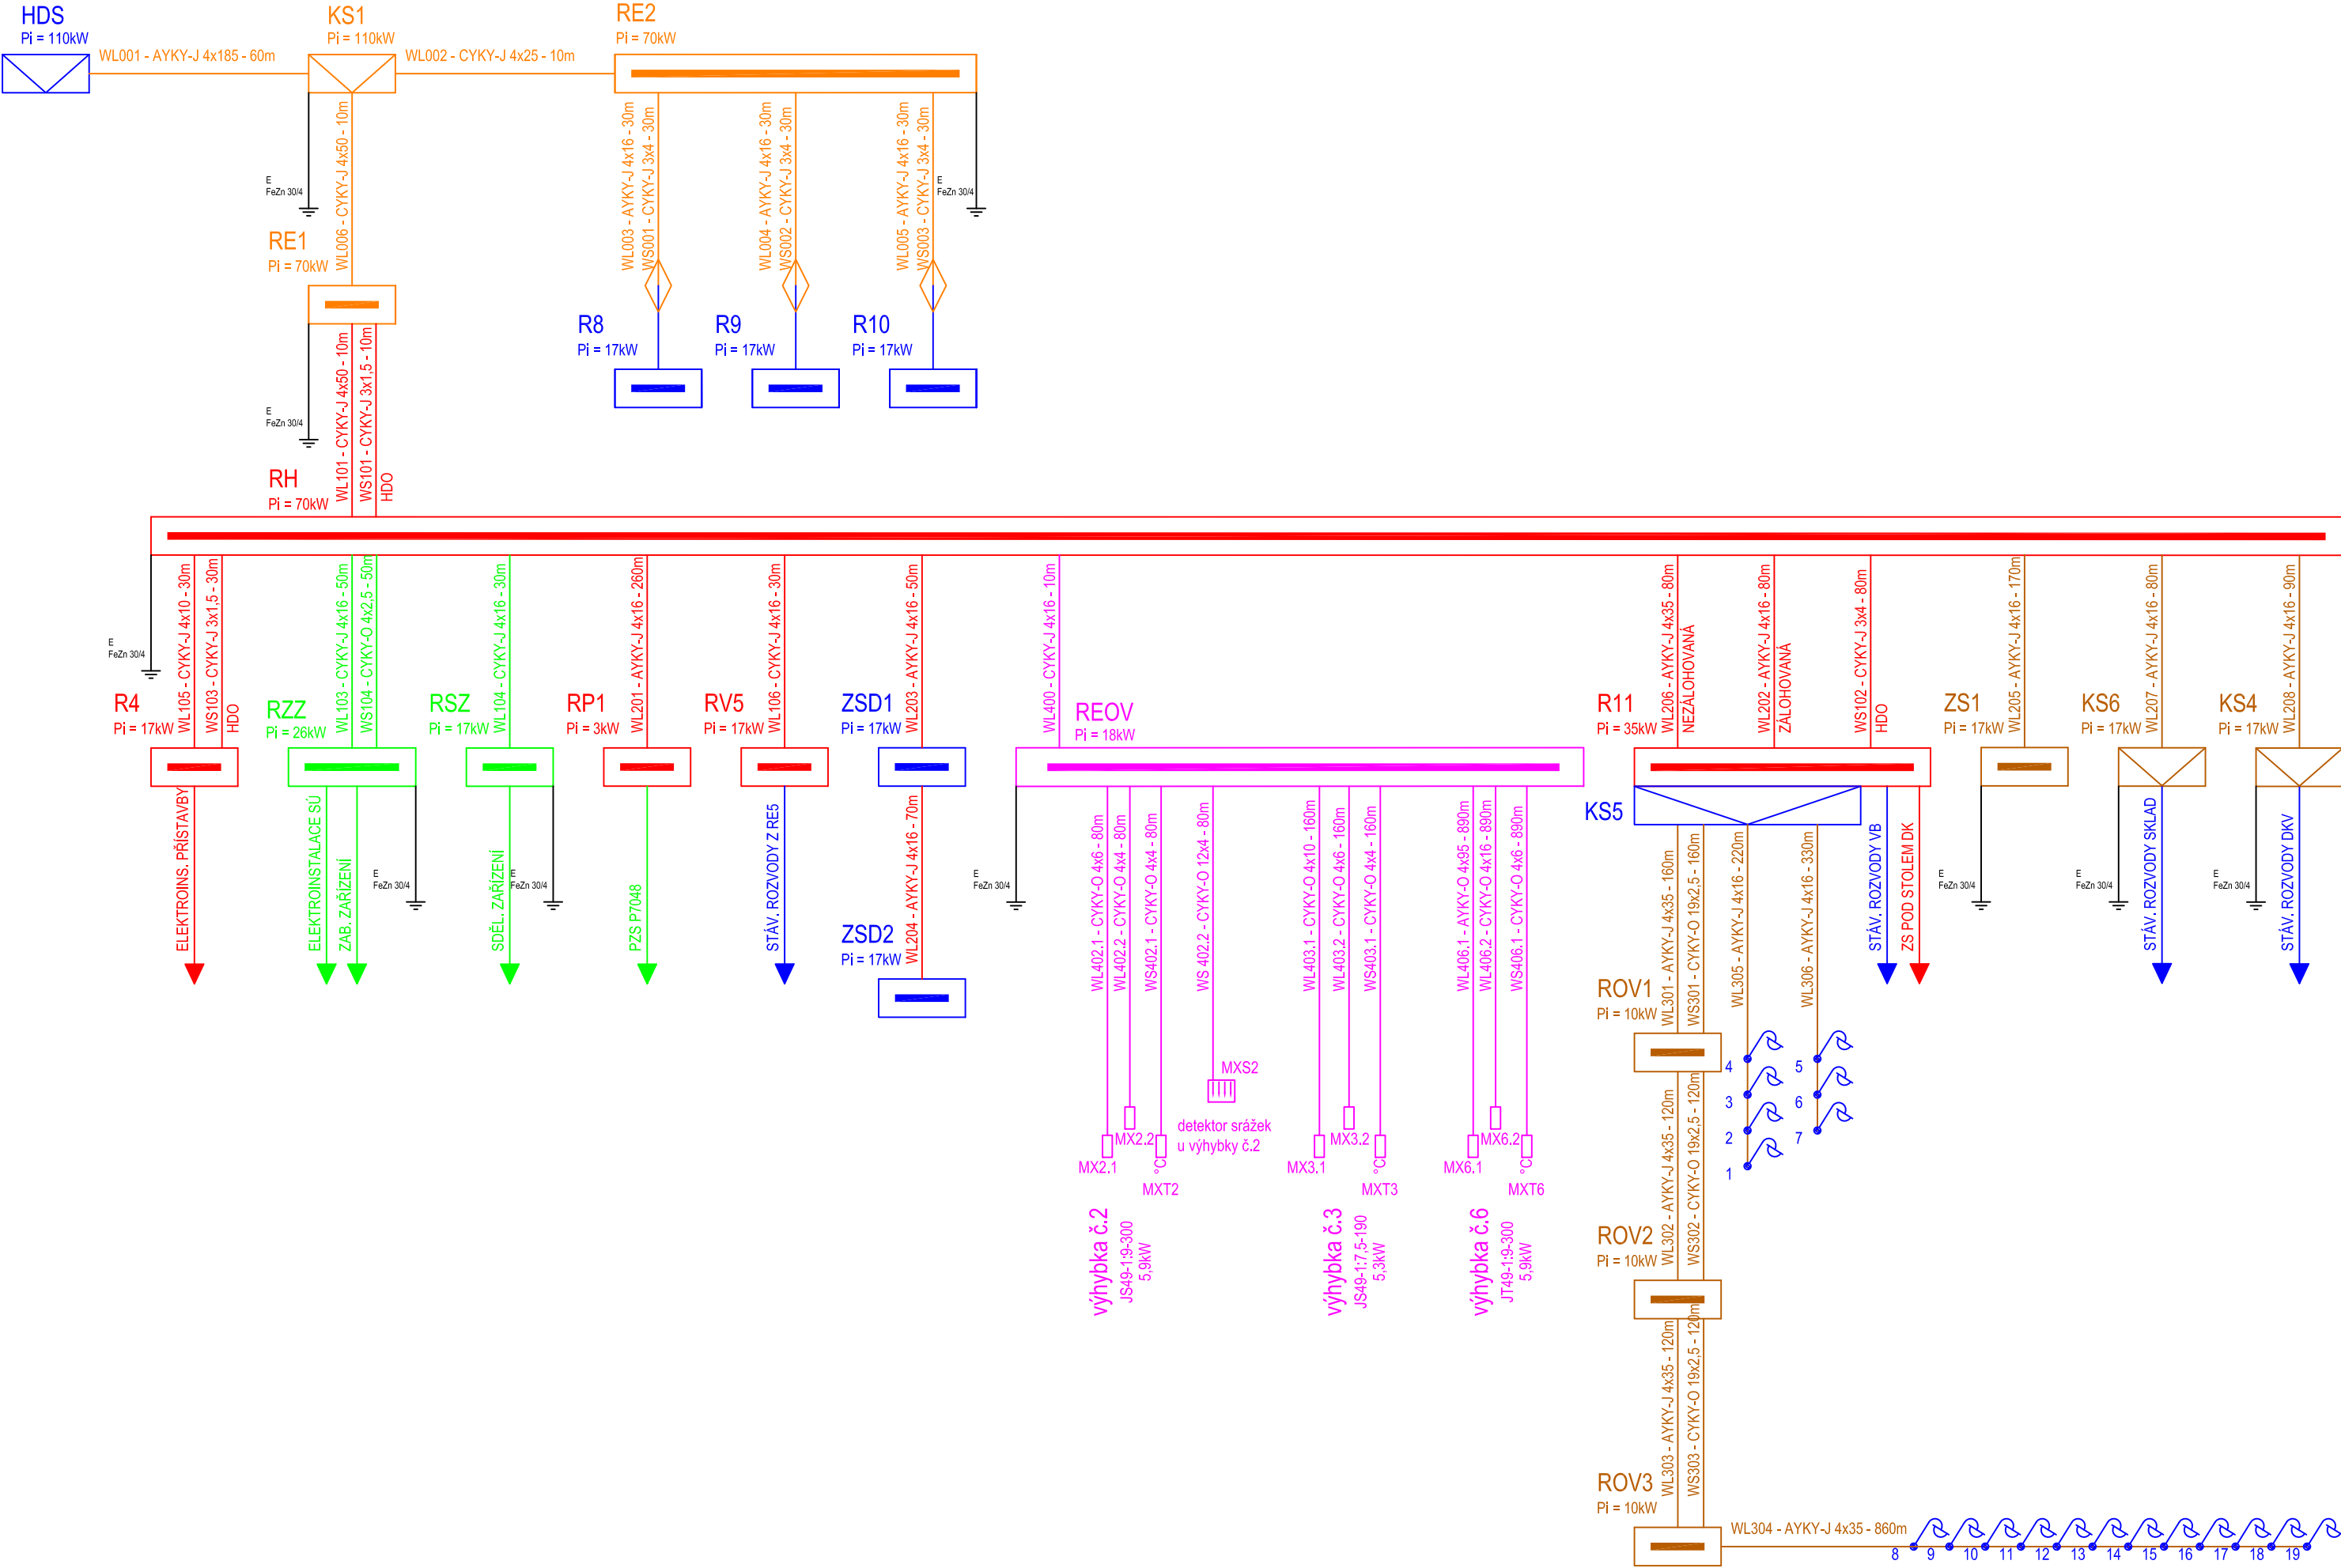 HDS
Pi = 110kW
WL001 - AYKY-J 4x185 - 60m
KS1
Pi = 110kW
WL002 - CYKY-J 4x25 - 10m
RE2
Pi = 70kW
E
FeZn 30/4
WL006 - CYKY-J 4x50 - 10m
WL003 - AYKY-J 4x16 - 30m
WS001 - CYKY-J 3x4 - 30m
WL004 - AYKY-J 4x16 - 30m
WS002 - CYKY-J 3x4 - 30m
WL005 - AYKY-J 4x16 - 30m
WS003 - CYKY-J 3x4 - 30m
E
FeZn 30/4
RE1
Pi = 70kW
R8
Pi = 17kW
R9
Pi = 17kW
R10
Pi = 17kW
E
FeZn 30/4
WL101 - CYKY-J 4x50 - 10m
WS101 - CYKY-J 3x1,5 - 10m
HDO
RH
Pi = 70kW
E
FeZn 30/4
WL105 - CYKY-J 4x10 - 30m
WS103 - CYKY-J 3x1,5 - 30m
HDO
WL103 - CYKY-J 4x16 - 50m
WS104 - CYKY-O 4x2,5 - 50m
WL104 - CYKY-J 4x16 - 30m
WL201 - AYKY-J 4x16 - 260m
WL106 - CYKY-J 4x16 - 30m
WL203 - AYKY-J 4x16 - 50m
WL400 - CYKY-J 4x16 - 10m
WL206 - AYKY-J 4x35 - 80m
NEZÁLOHOVANÁ
WL202 - AYKY-J 4x16 - 80m
ZÁLOHOVANÁ
WS102 - CYKY-J 3x4 - 80m
HDO
WL205 - AYKY-J 4x16 - 170m
WL207 - AYKY-J 4x16 - 80m
WL208 - AYKY-J 4x16 - 90m
R4
Pi = 17kW
RZZ
Pi = 26kW
RSZ
Pi = 17kW
RP1
Pi = 3kW
RV5
Pi = 17kW
ZSD1
Pi = 17kW
REOV
Pi = 18kW
R11
Pi = 35kW
ZS1
Pi = 17kW
KS6
Pi = 17kW
KS4
Pi = 17kW
KS5
ELEKTROINS. PŘÍSTAVBY
ELEKTROINSTALACE SÚ
ZAB. ZAŘÍZENÍ
E
FeZn 30/4
SDĚL. ZAŘÍZENÍ
E
FeZn 30/4
PZS P7048
STÁV. ROZVODY Z RE5
WL204 - AYKY-J 4x16 - 70m
ZSD2
Pi = 17kW
E
FeZn 30/4
WL402.1 - CYKY-O 4x6 - 80m
WL402.2 - CYKY-O 4x4 - 80m
WS402.1 - CYKY-O 4x4 - 80m
WS 402.2 - CYKY-O 12x4 - 80m
WL403.1 - CYKY-O 4x10 - 160m
WL403.2 - CYKY-O 4x6 - 160m
WS403.1 - CYKY-O 4x4 - 160m
WL406.1 - AYKY-O 4x95 - 890m
WL406.2 - CYKY-O 4x16 - 890m
WS406.1 - CYKY-O 4x6 - 890m
WL301 - AYKY-J 4x35 - 160m
WS301 - CYKY-O 19x2,5 - 160m
WL305 - AYKY-J 4x16 - 220m
WL306 - AYKY-J 4x16 - 330m
STÁV. ROZVODY VB
ZS POD STOLEM DK
E
FeZn 30/4
E
FeZn 30/4
STÁV. ROZVODY SKLAD
E
FeZn 30/4
STÁV. ROZVODY DKV
ROV1
Pi = 10kW
4
3
2
1
5
6
7
MXS2
detektor srážek
u výhybky č.2
MX2.1
MX2.2
°C
MXT2
MX3.1
MX3.2
°C
MXT3
MX6.1
MX6.2
°C
MXT6
výhybka č.2
JS49-1:9-300
5,9kW
výhybka č.3
JS49-1:7,5-190
5,3kW
výhybka č.6
JT49-1:9-300
5,9kW
WL302 - AYKY-J 4x35 - 120m
WS302 - CYKY-O 19x2,5 - 120m
ROV2
Pi = 10kW
WL303 - AYKY-J 4x35 - 120m
WS303 - CYKY-O 19x2,5 - 120m
ROV3
Pi = 10kW
WL304 - AYKY-J 4x35 - 860m
8 9 10 11 12 13 14 15 16 17 18 19